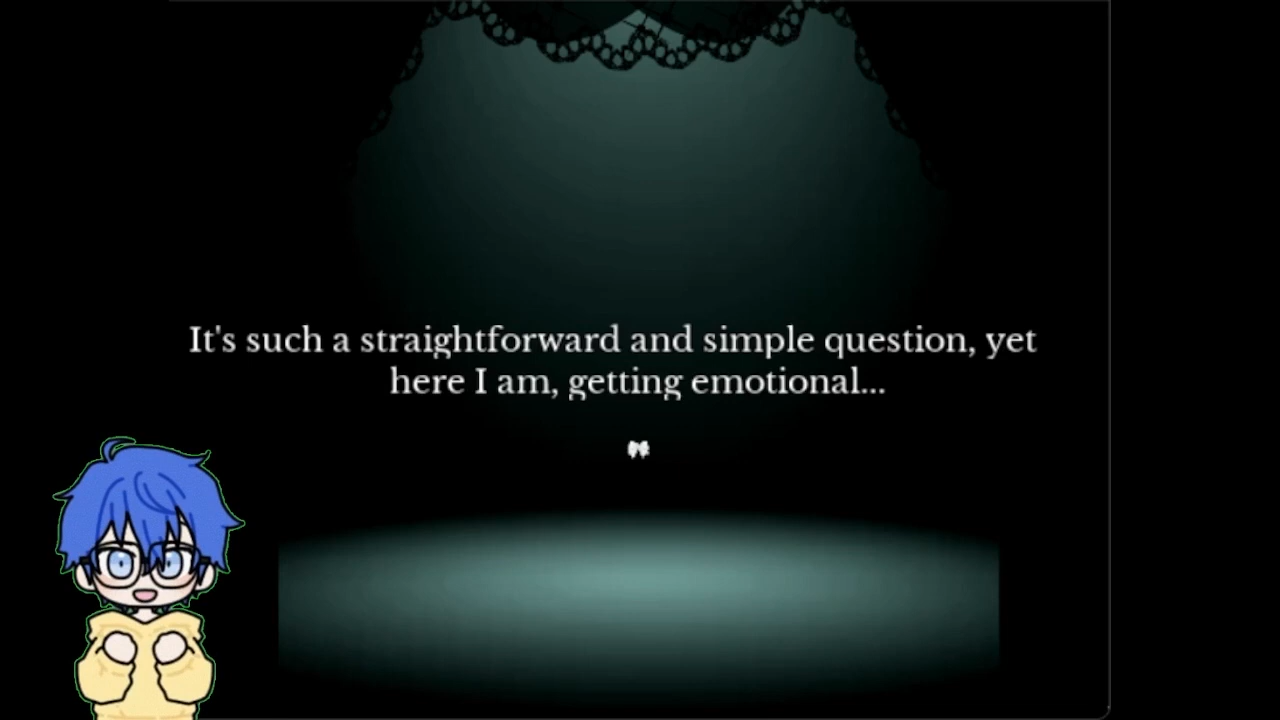 It's such a straightforward and simple question, yet
here I am, getting emotional...